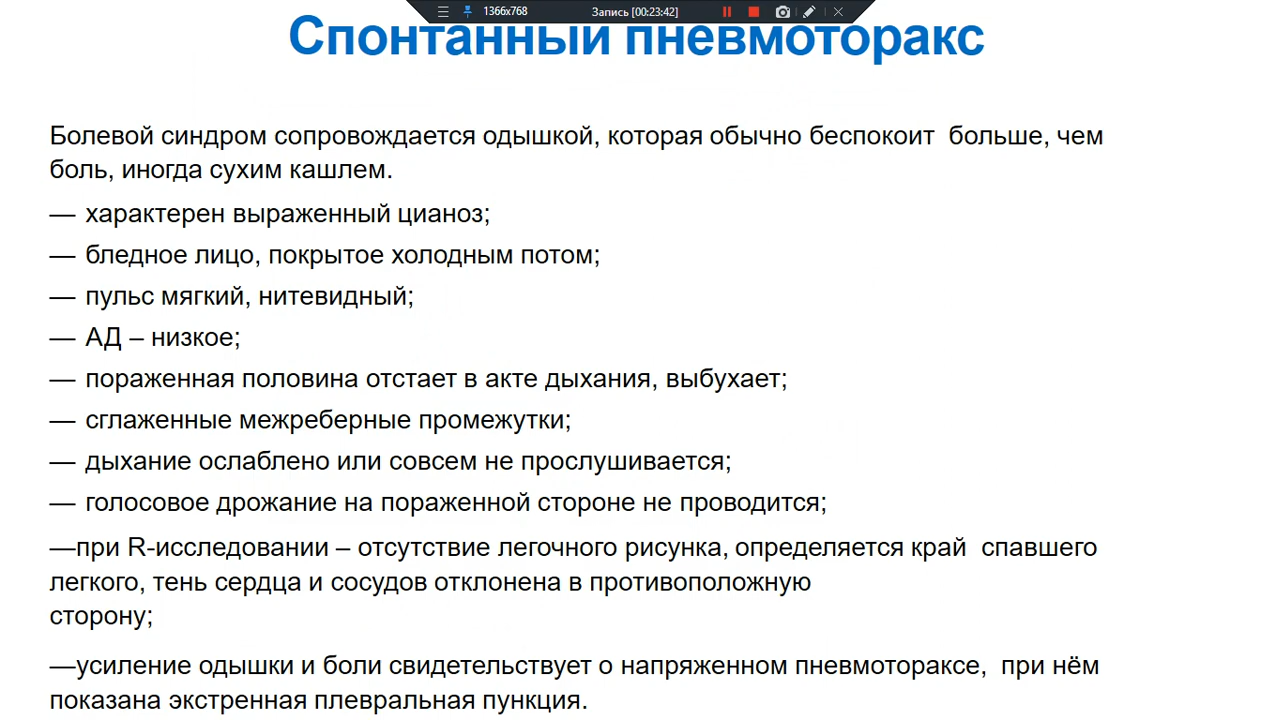 1366x768
Запись [00:23:42]
Спонтанный пневмоторакс
Болевой синдром сопровождается одышкой, которая обычно беспокоит больше, чем
боль, иногда сухим кашлем.
— характерен выраженный цианоз;
— бледное лицо, покрытое холодным потом;
— пульс мягкий, нитевидный;
— АД – низкое;
— пораженная половина отстает в акте дыхания, выбухает;
— сглаженные межреберные промежутки;
— дыхание ослаблено или совсем не прослушивается;
— голосовое дрожание на пораженной стороне не проводится;
—при R-исследовании – отсутствие легочного рисунка, определяется край спавшего
легкого, тень сердца и сосудов отклонена в противоположную
сторону;
—усиление одышки и боли свидетельствует о напряженном пневмотораксе, при нём
показана экстренная плевральная пункция.